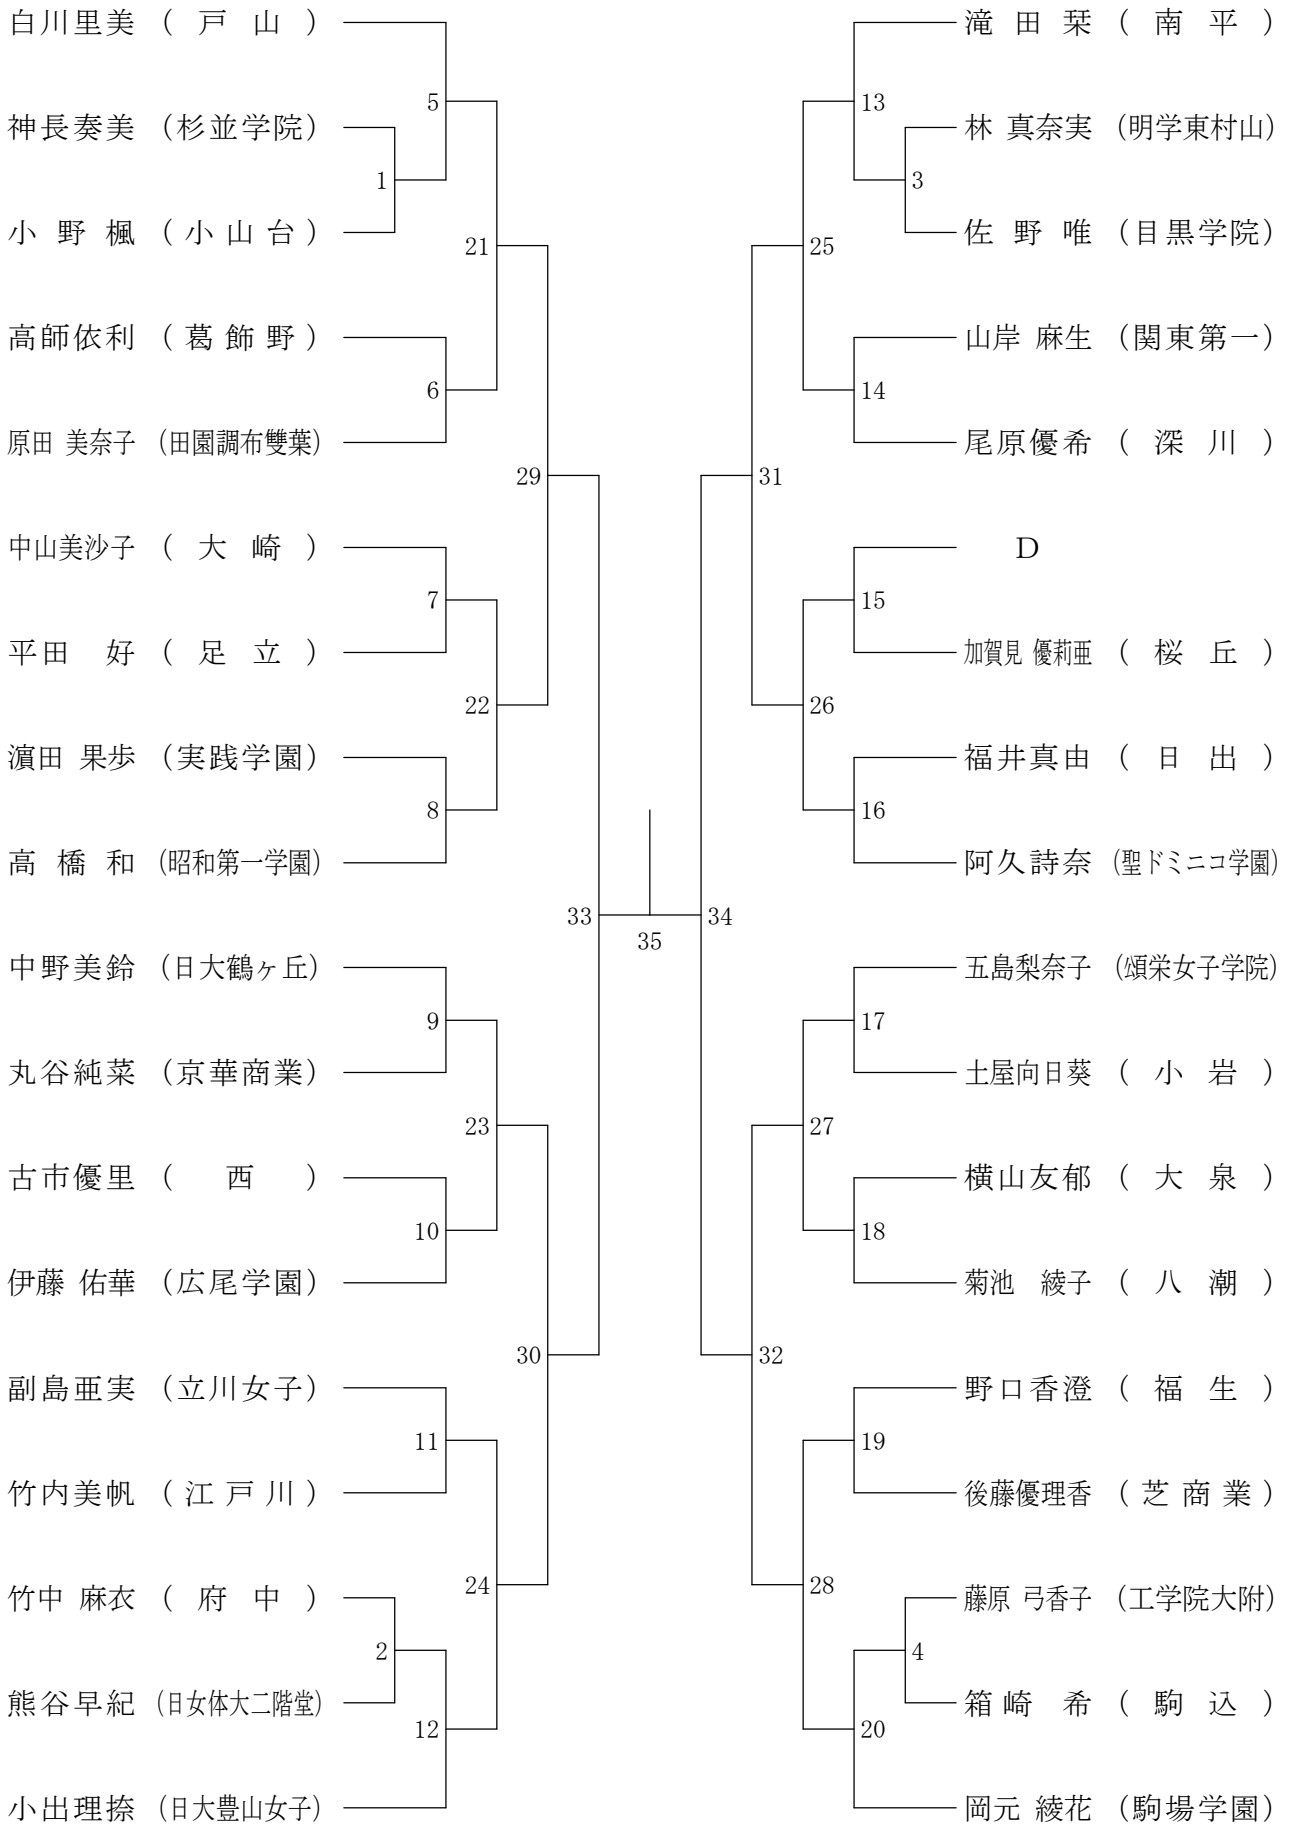 白川里美 （ 戸 山 ）
5
神長奏美 （杉並学院）
1
小 野 楓 （ 小 山 台 ）
21
高師依利 （ 葛 飾 野 ）
6
原田 美奈子 （田園調布雙葉）
29
中山美沙子 （ 大 崎 ）
7
平田 好 （ 足 立 ）
22
濵田 果歩 （実践学園）
8
高 橋 和 （昭和第一学園）
33
中野美鈴 （日大鶴ヶ丘）
9
丸谷純菜 （京華商業）
23
古市優里 （ 西 ）
10
伊藤 佑華 （広尾学園）
30
副島亜実 （立川女子）
11
竹内美帆 （ 江 戸 川 ）
24
竹中 麻衣 （ 府 中 ）
2
熊谷早紀 （日女体大二階堂）
12
小出理捺 （日大豊山女子）
35
滝 田 栞 （ 南 平 ）
13
林 真奈実 （明学東村山）
3
佐 野 唯 （目黒学院）
25
山岸 麻生 （関東第一）
14
尾原優希 （ 深 川 ）
31
D
15
加賀見 優莉亜 （ 桜 丘 ）
26
福井真由 （ 日 出 ）
16
阿久詩奈 （聖ドミニコ学園）
34
五島梨奈子 （頌栄女子学院）
17
土屋向日葵 （ 小 岩 ）
27
横山友郁 （ 大 泉 ）
18
菊池 綾子 （ 八 潮 ）
32
野口香澄 （ 福 生 ）
19
後藤優理香 （ 芝 商 業 ）
28
藤原 弓香子 （工学院大附）
4
箱 崎 希 （ 駒 込 ）
20
岡元 綾花 （駒場学園）